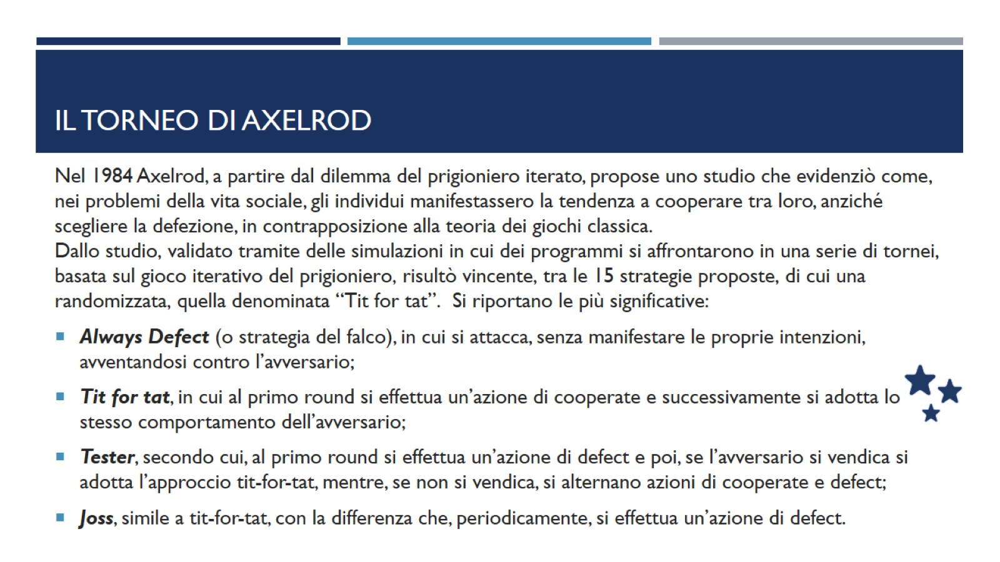 IL TORNEO DI AXELROD
Nel 1984 Axelrod, a partire dal dilemma del prigioniero iterato, propose uno studio che evidenziò come,
nei problemi della vita sociale, gli individui manifestassero la tendenza a cooperare tra loro, anziché
scegliere la defezione, in contrapposizione alla teoria dei giochi classica.
Dallo studio, validato tramite delle simulazioni in cui dei programmi si affrontarono in una serie di tornei,
basata sul gioco iterativo del prigioniero, risultò vincente, tra le 15 strategie proposte, di cui una
randomizzata, quella denominata “Tit for tat”.  Si riportano le più significative:
▪ Always Defect (o strategia del falco), in cui si attacca, senza manifestare le proprie intenzioni,
avventandosi contro l’avversario;
▪ Tit for tat, in cui al primo round si effettua un’azione di cooperate e successivamente si adotta lo
stesso comportamento dell’avversario;
▪ Tester, secondo cui, al primo round si effettua un’azione di defect e poi, se l’avversario si vendica si
adotta l’approccio tit-for-tat, mentre, se non si vendica, si alternano azioni di cooperate e defect;
▪ Joss, simile a tit-for-tat, con la differenza che, periodicamente, si effettua un’azione di defect.